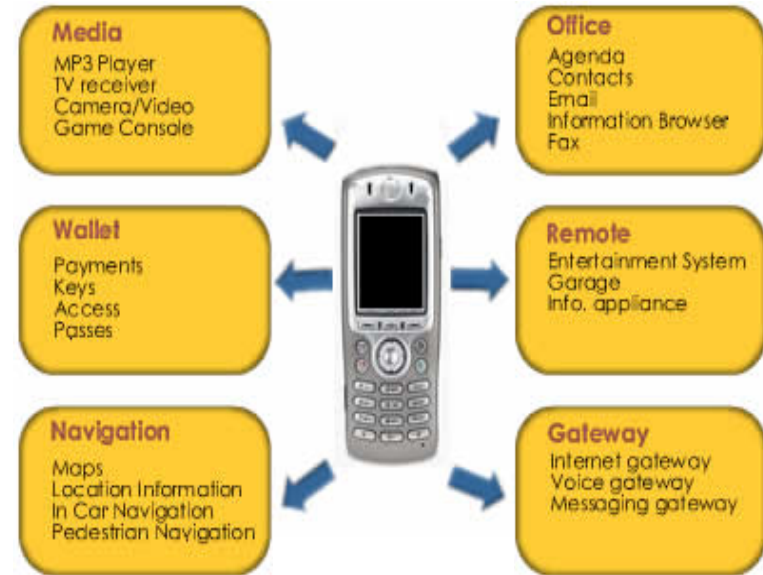 Media
MP3 Player
TV receiver
Camera/Video
Game Console
Office
Agenda
Contacts
Email
Information Browser
Fax
Wallet
Payments
Keys
Access
Passes
Remote
Entertainment System
Garage
Info. appliance
Navigation
Maps
Location Information
In Car Navigation
Pedestrian Navigation
Gateway
Internet gateway
Voice gateway
Messaging gateway